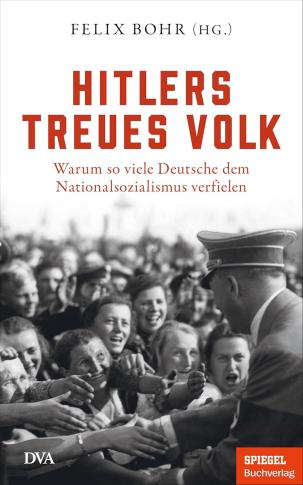 FELIX BOHR (HG.)
HITLERS
TREUES VOLK
Warum so viele Deutsche dem
Nationalsozialismus verfielen
DVA
SPIEGEL
Buchverlag